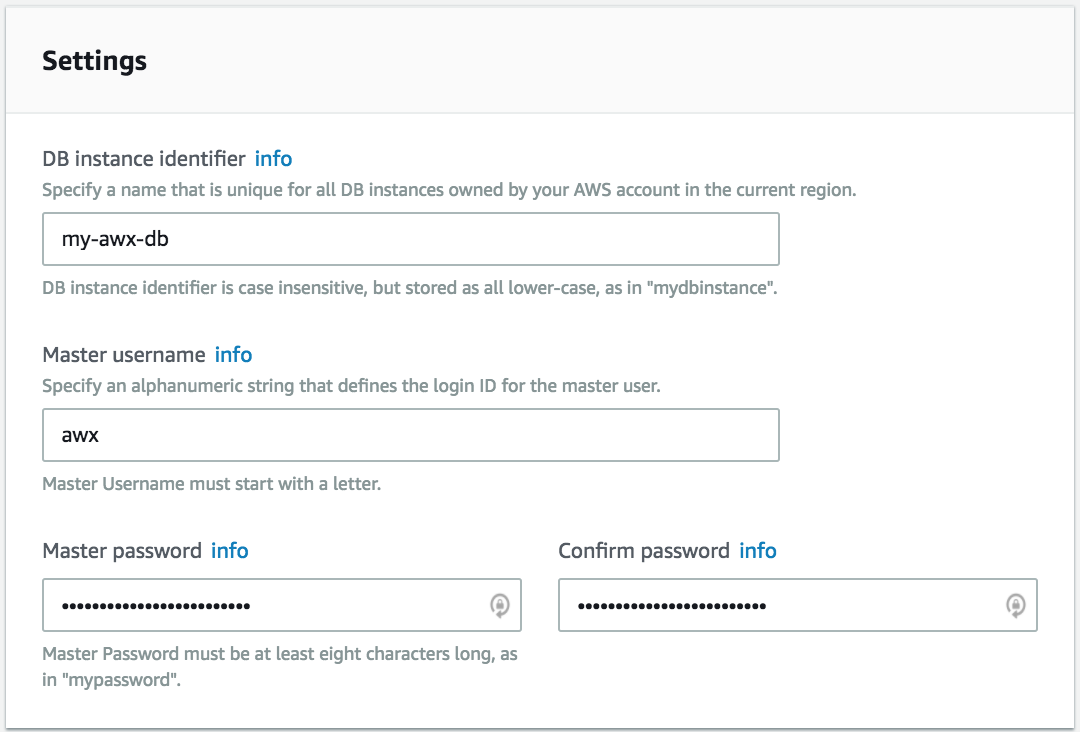 Settings
DB instance identifier info
Specify a name that is unique for all DB instances owned by your AWS account in the current region.
my-awx-db
DB instance identifier is case insensitive, but stored as all lower-case, as in "mydbinstance".
Master username info
Specify an alphanumeric string that defines the login ID for the master user.
awx
Master Username must start with a letter.
Master password info
•••••••••••••••••••••••••
Master Password must be at least eight characters long, as
in "mypassword".
Confirm password info
•••••••••••••••••••••••••